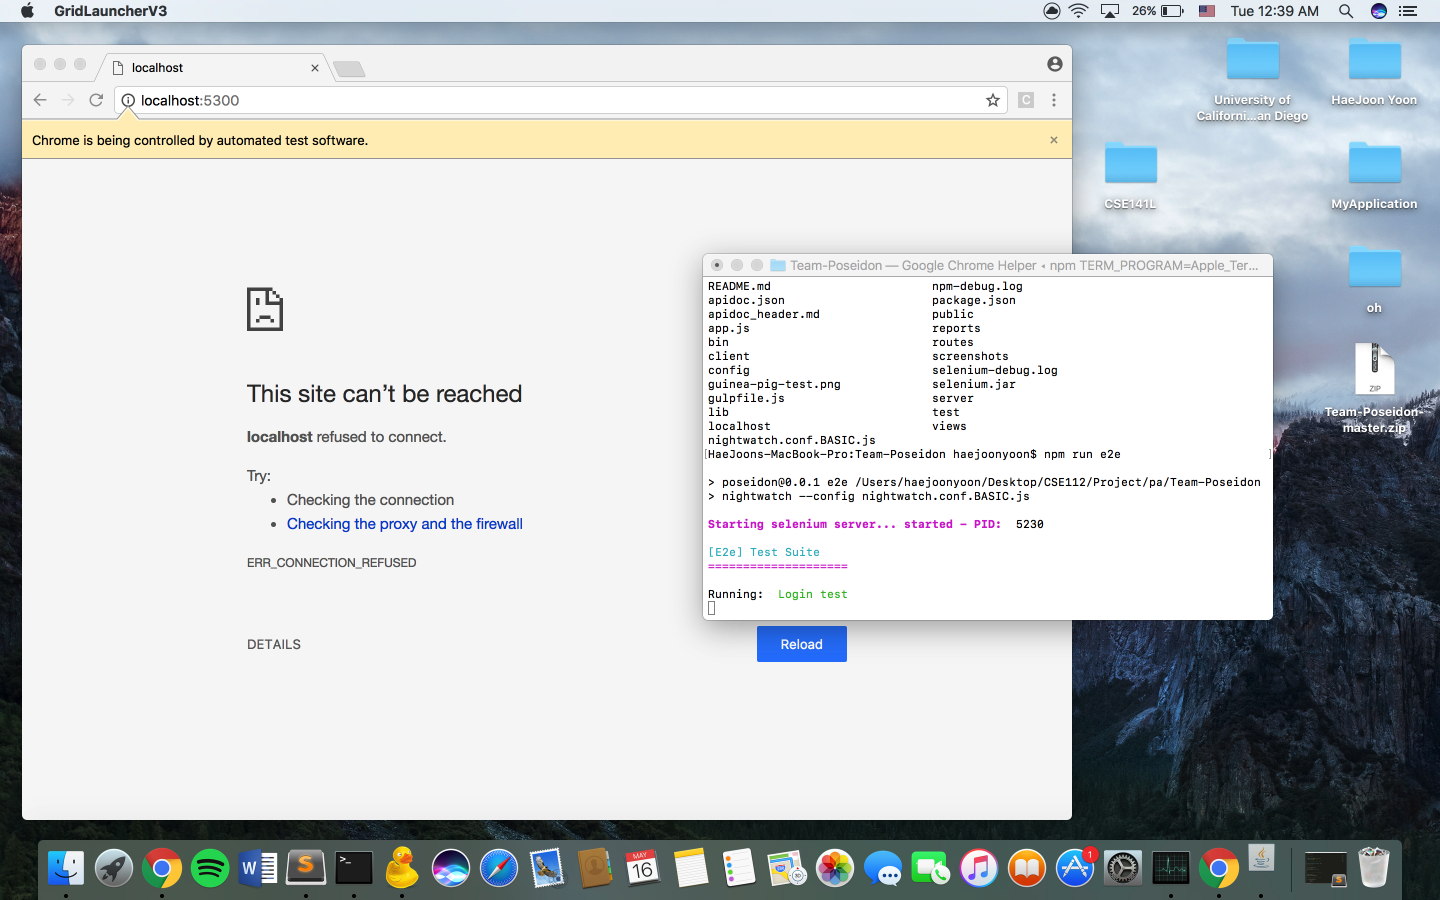 GridLauncherV3
26%
Tue 12:39 AM
localhost
localhost:5300
C
Chrome is being controlled by automated test software.
This site can’t be reached
localhost refused to connect.
Try:
• Checking the connection
• Checking the proxy and the firewall
ERR_CONNECTION_REFUSED
DETAILS
Reload
Team-Poseidon — Google Chrome Helper ◂ npm TERM_PROGRAM=Apple_Ter...
README.md npm-debug.log
apidoc.json package.json
apidoc_header.md public
app.js reports
bin routes
client screenshots
config selenium-debug.log
guinea-pig-test.png selenium.jar
gulpfile.js server
lib test
localhost views
nightwatch.conf.BASIC.js
[HaeJoons-MacBook-Pro:Team-Poseidon haejoonyoon$ npm run e2e ]
> poseidon@0.0.1 e2e /Users/haejoonyoon/Desktop/CSE112/Project/pa/Team-Poseidon
> nightwatch --config nightwatch.conf.BASIC.js
Starting selenium server... started - PID: 5230
[E2e] Test Suite
====================
Running: Login test
University of
Californi...an Diego
HaeJoon Yoon
CSE141L
MyApplication
oh
ZIP
Team-Poseidon-
master.zip
W
S
>_
MAY
16
1